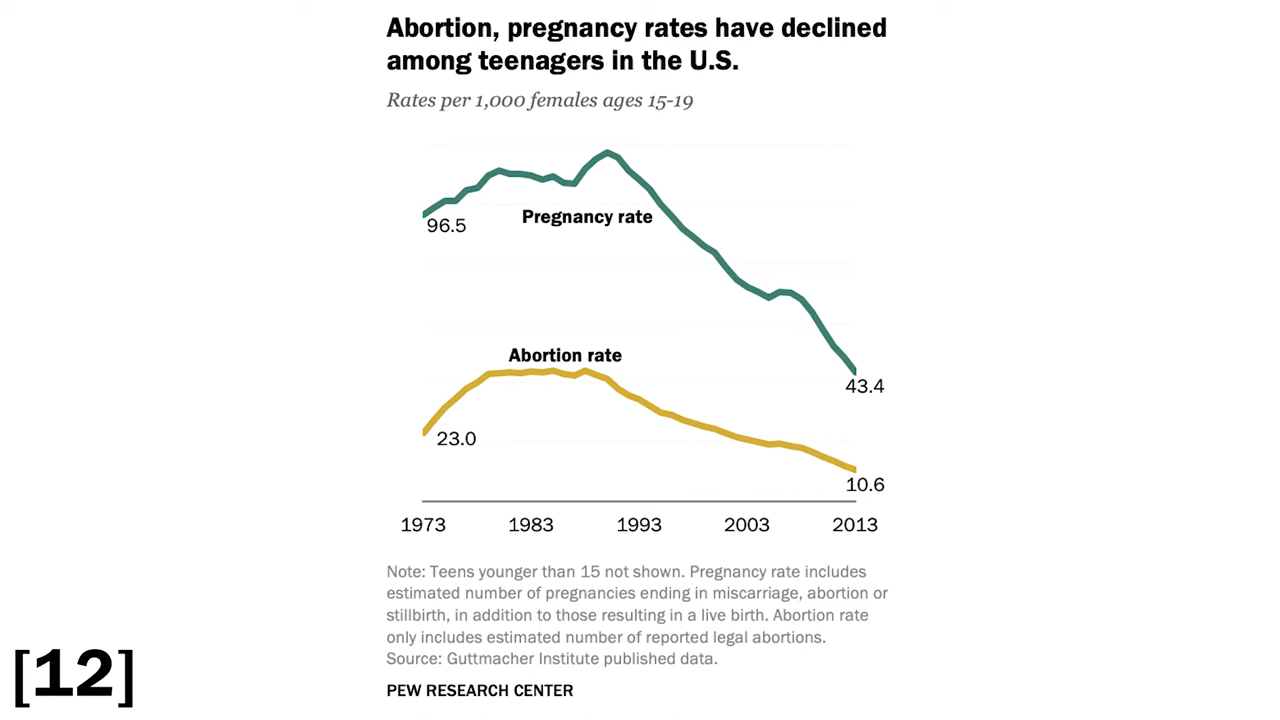 Abortion, pregnancy rates have declined
among teenagers in the U.S.
Rates per 1,000 females ages 15-19
96.5
Pregnancy rate
Abortion rate
43.4
23.0
10.6
1973 1983 1993 2003 2013
Note: Teens younger than 15 not shown. Pregnancy rate includes
estimated number of pregnancies ending in miscarriage, abortion or
stillbirth, in addition to those resulting in a live birth. Abortion rate
only includes estimated number of reported legal abortions.
Source: Guttmacher Institute published data.
PEW RESEARCH CENTER
[12]